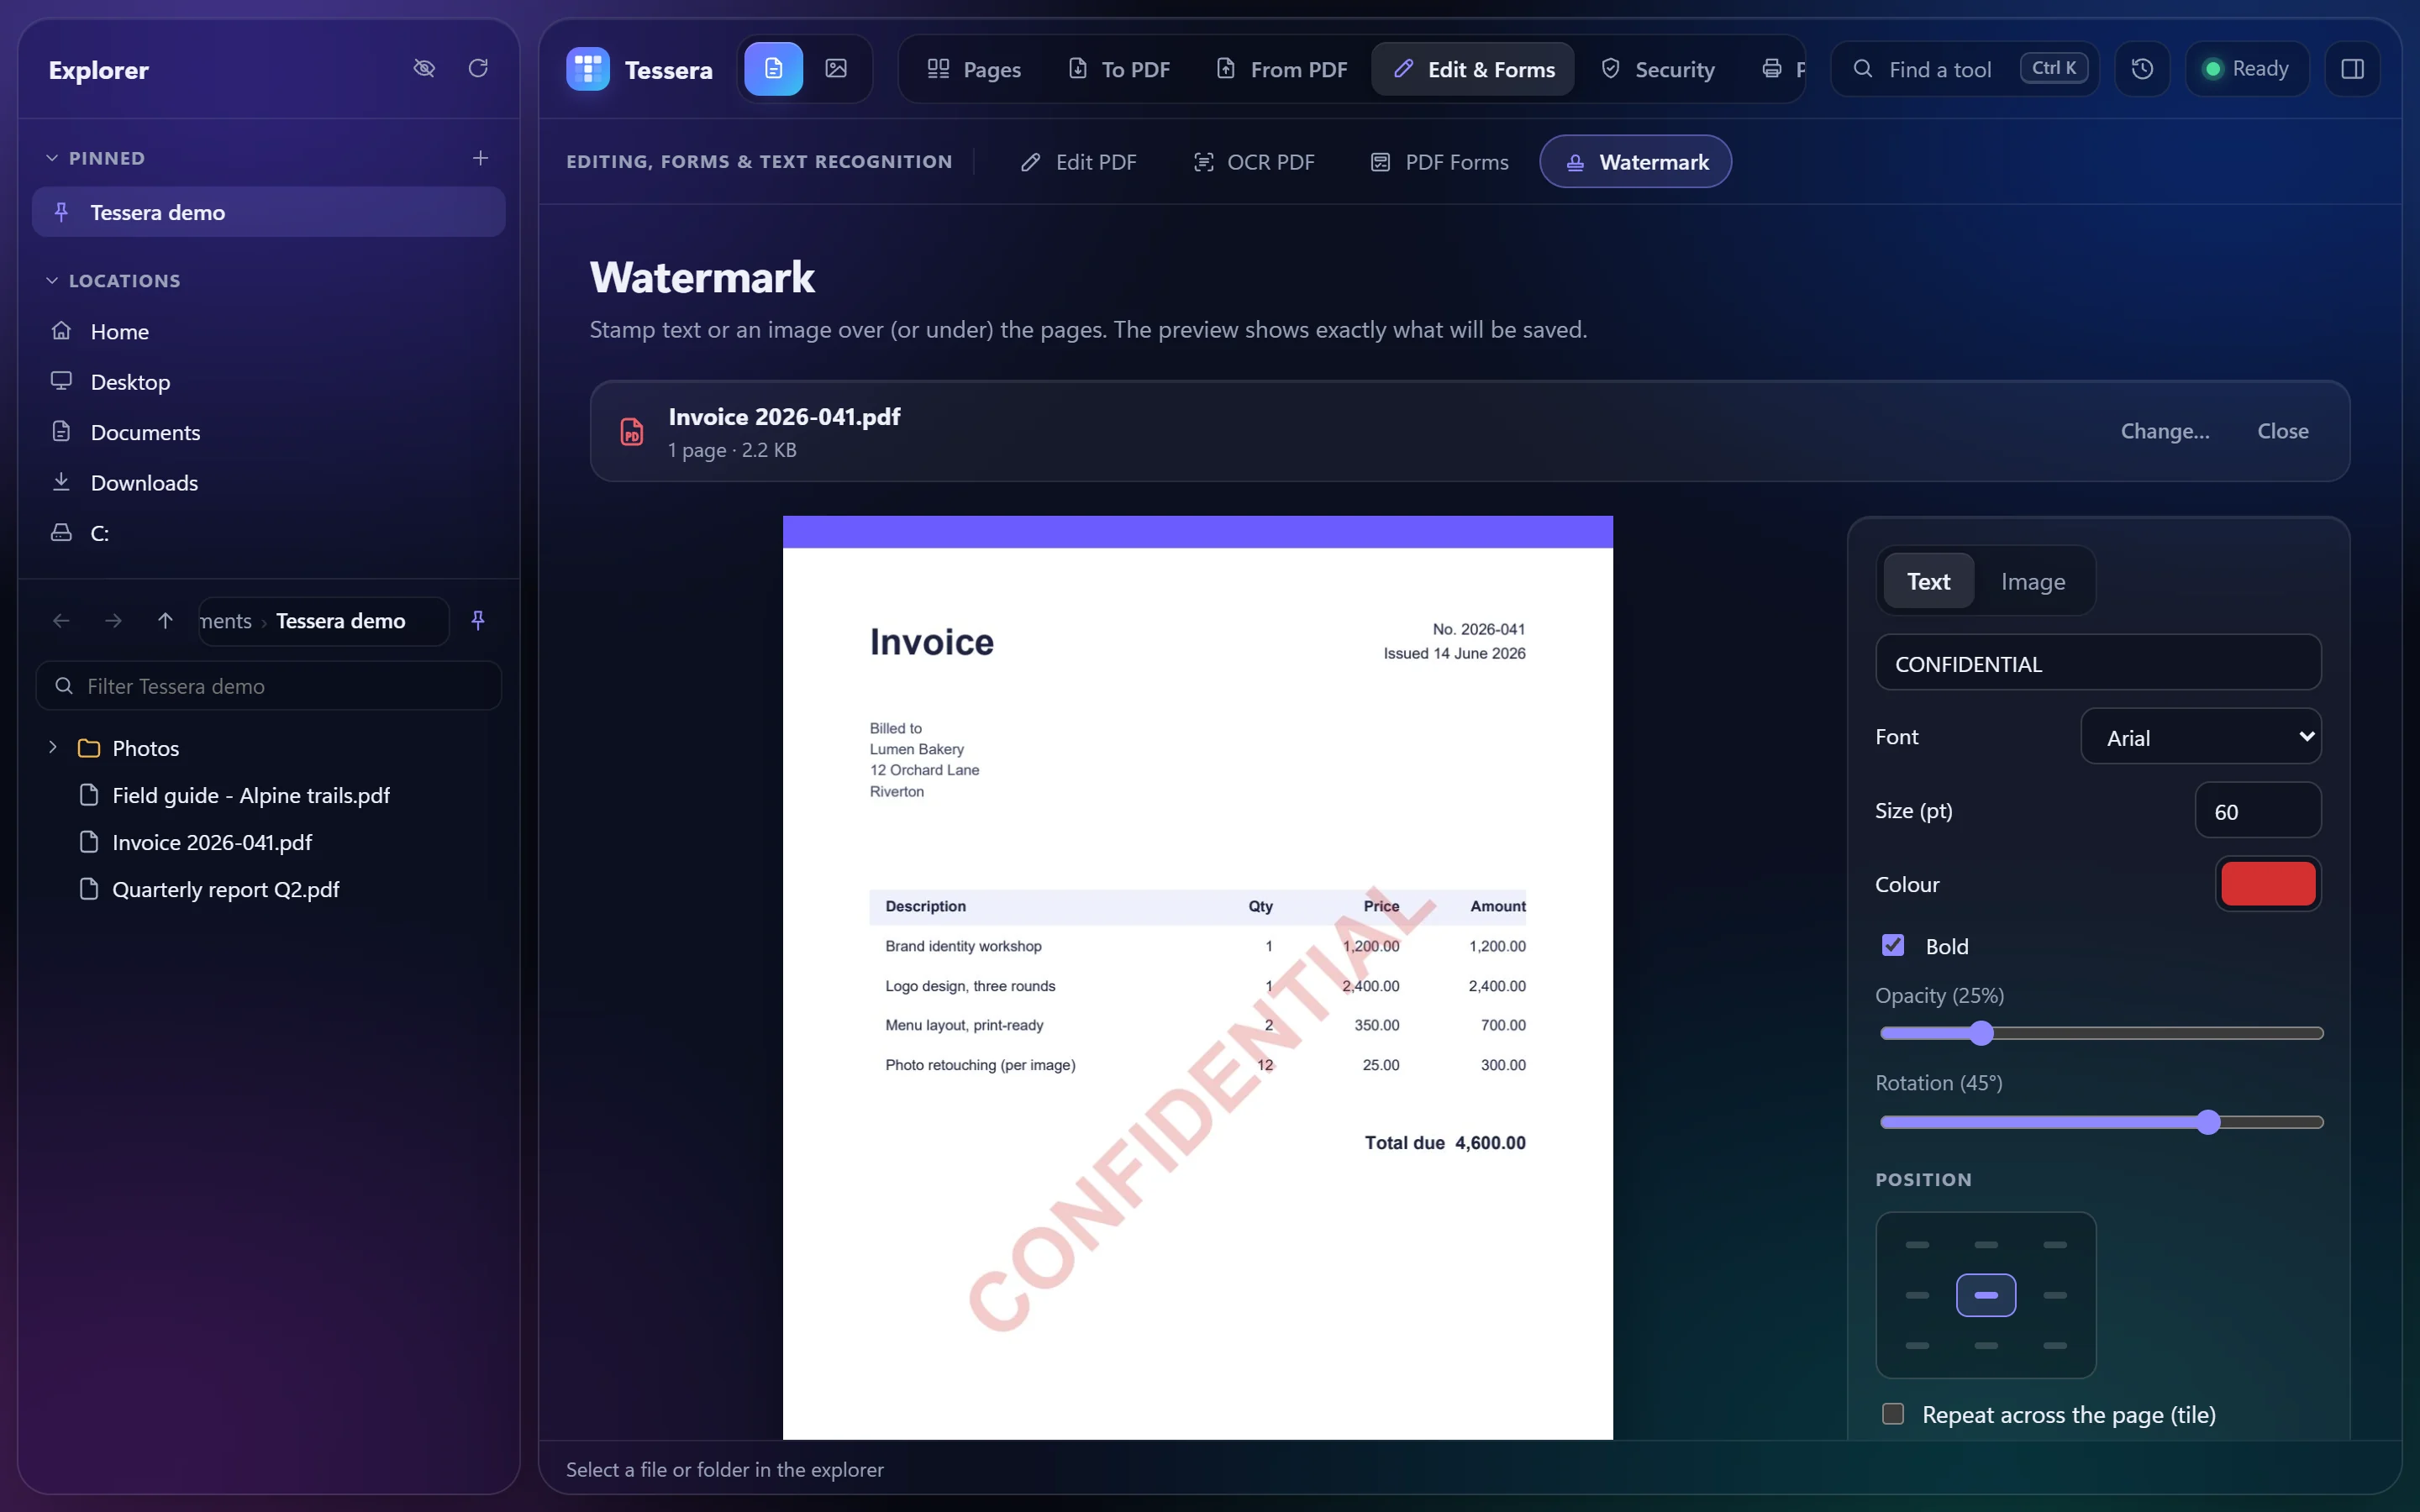 Explorer
PINNED
Tessera demo
LOCATIONS
Home
Desktop
Documents
Downloads
C:
ments › Tessera demo
Filter Tessera demo
Photos
Field guide - Alpine trails.pdf
Invoice 2026-041.pdf
Quarterly report Q2.pdf
Tessera
Pages
To PDF
From PDF
Edit & Forms
Security
Find a tool
Ctrl K
Ready
EDITING, FORMS & TEXT RECOGNITION
Edit PDF
OCR PDF
PDF Forms
Watermark
Watermark
Stamp text or an image over (or under) the pages. The preview shows exactly what will be saved.
Invoice 2026-041.pdf
1 page · 2.2 KB
Change...
Close
Invoice
No. 2026-041
Issued 14 June 2026
Billed to
Lumen Bakery
12 Orchard Lane
Riverton
Description Qty Price Amount
Brand identity workshop 1 1,200.00 1,200.00
Logo design, three rounds 1 2,400.00 2,400.00
Menu layout, print-ready 2 350.00 700.00
Photo retouching (per image) 12 25.00 300.00
Total due 4,600.00
CONFIDENTIAL
Text
Image
CONFIDENTIAL
Font
Arial
Size (pt)
60
Colour
Bold
Opacity (25%)
Rotation (45°)
POSITION
Repeat across the page (tile)
Select a file or folder in the explorer